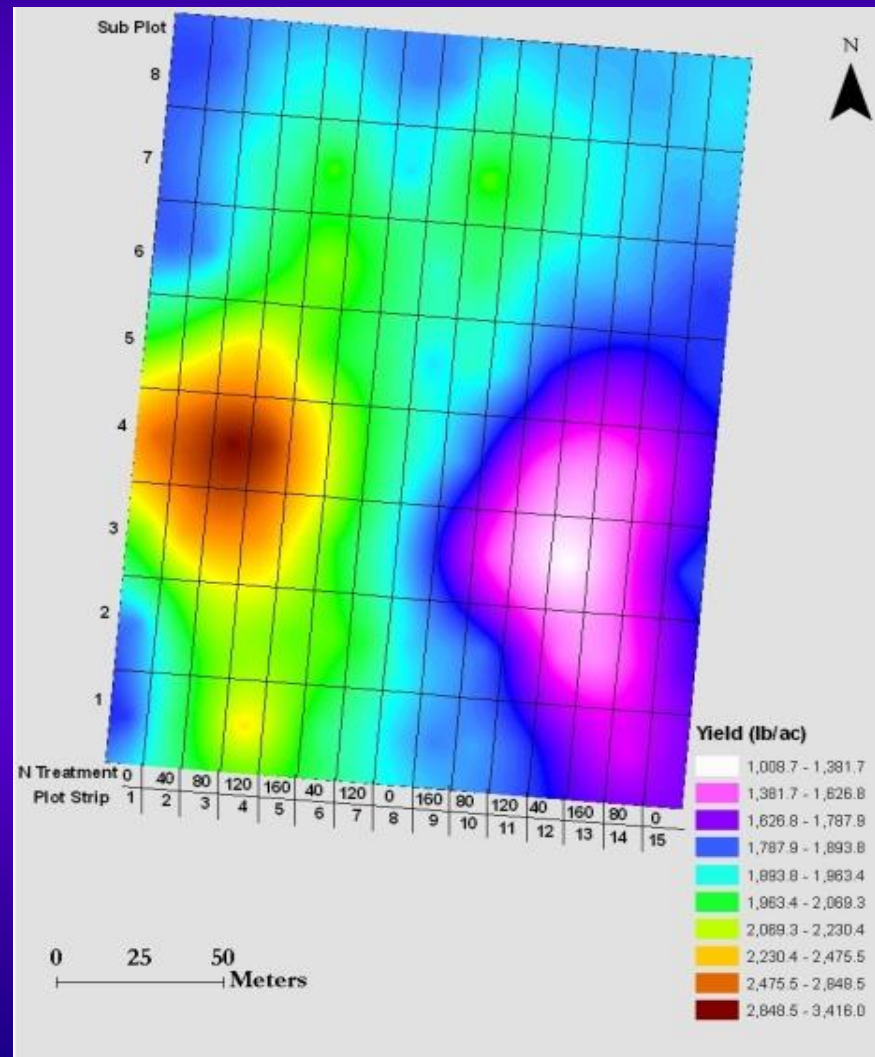 Sub Plot
N
8
7
6
5
4
3
2
1
N Treatment 0 40 80 120 160 40 120 0 160 80 120 40 160 80 0
Plot Strip 1 2 3 4 5 6 7 8 9 10 11 12 13 14 15
Yield (lb/ac)
1,008.7 - 1,381.7
1,381.7 - 1,626.8
1,626.8 - 1,787.9
1,787.9 - 1,893.8
1,893.8 - 1,963.4
1,963.4 - 2,069.3
2,069.3 - 2,230.4
2,230.4 - 2,475.5
2,475.5 - 2,848.5
2,848.5 - 3,416.0
0 25 50
Meters